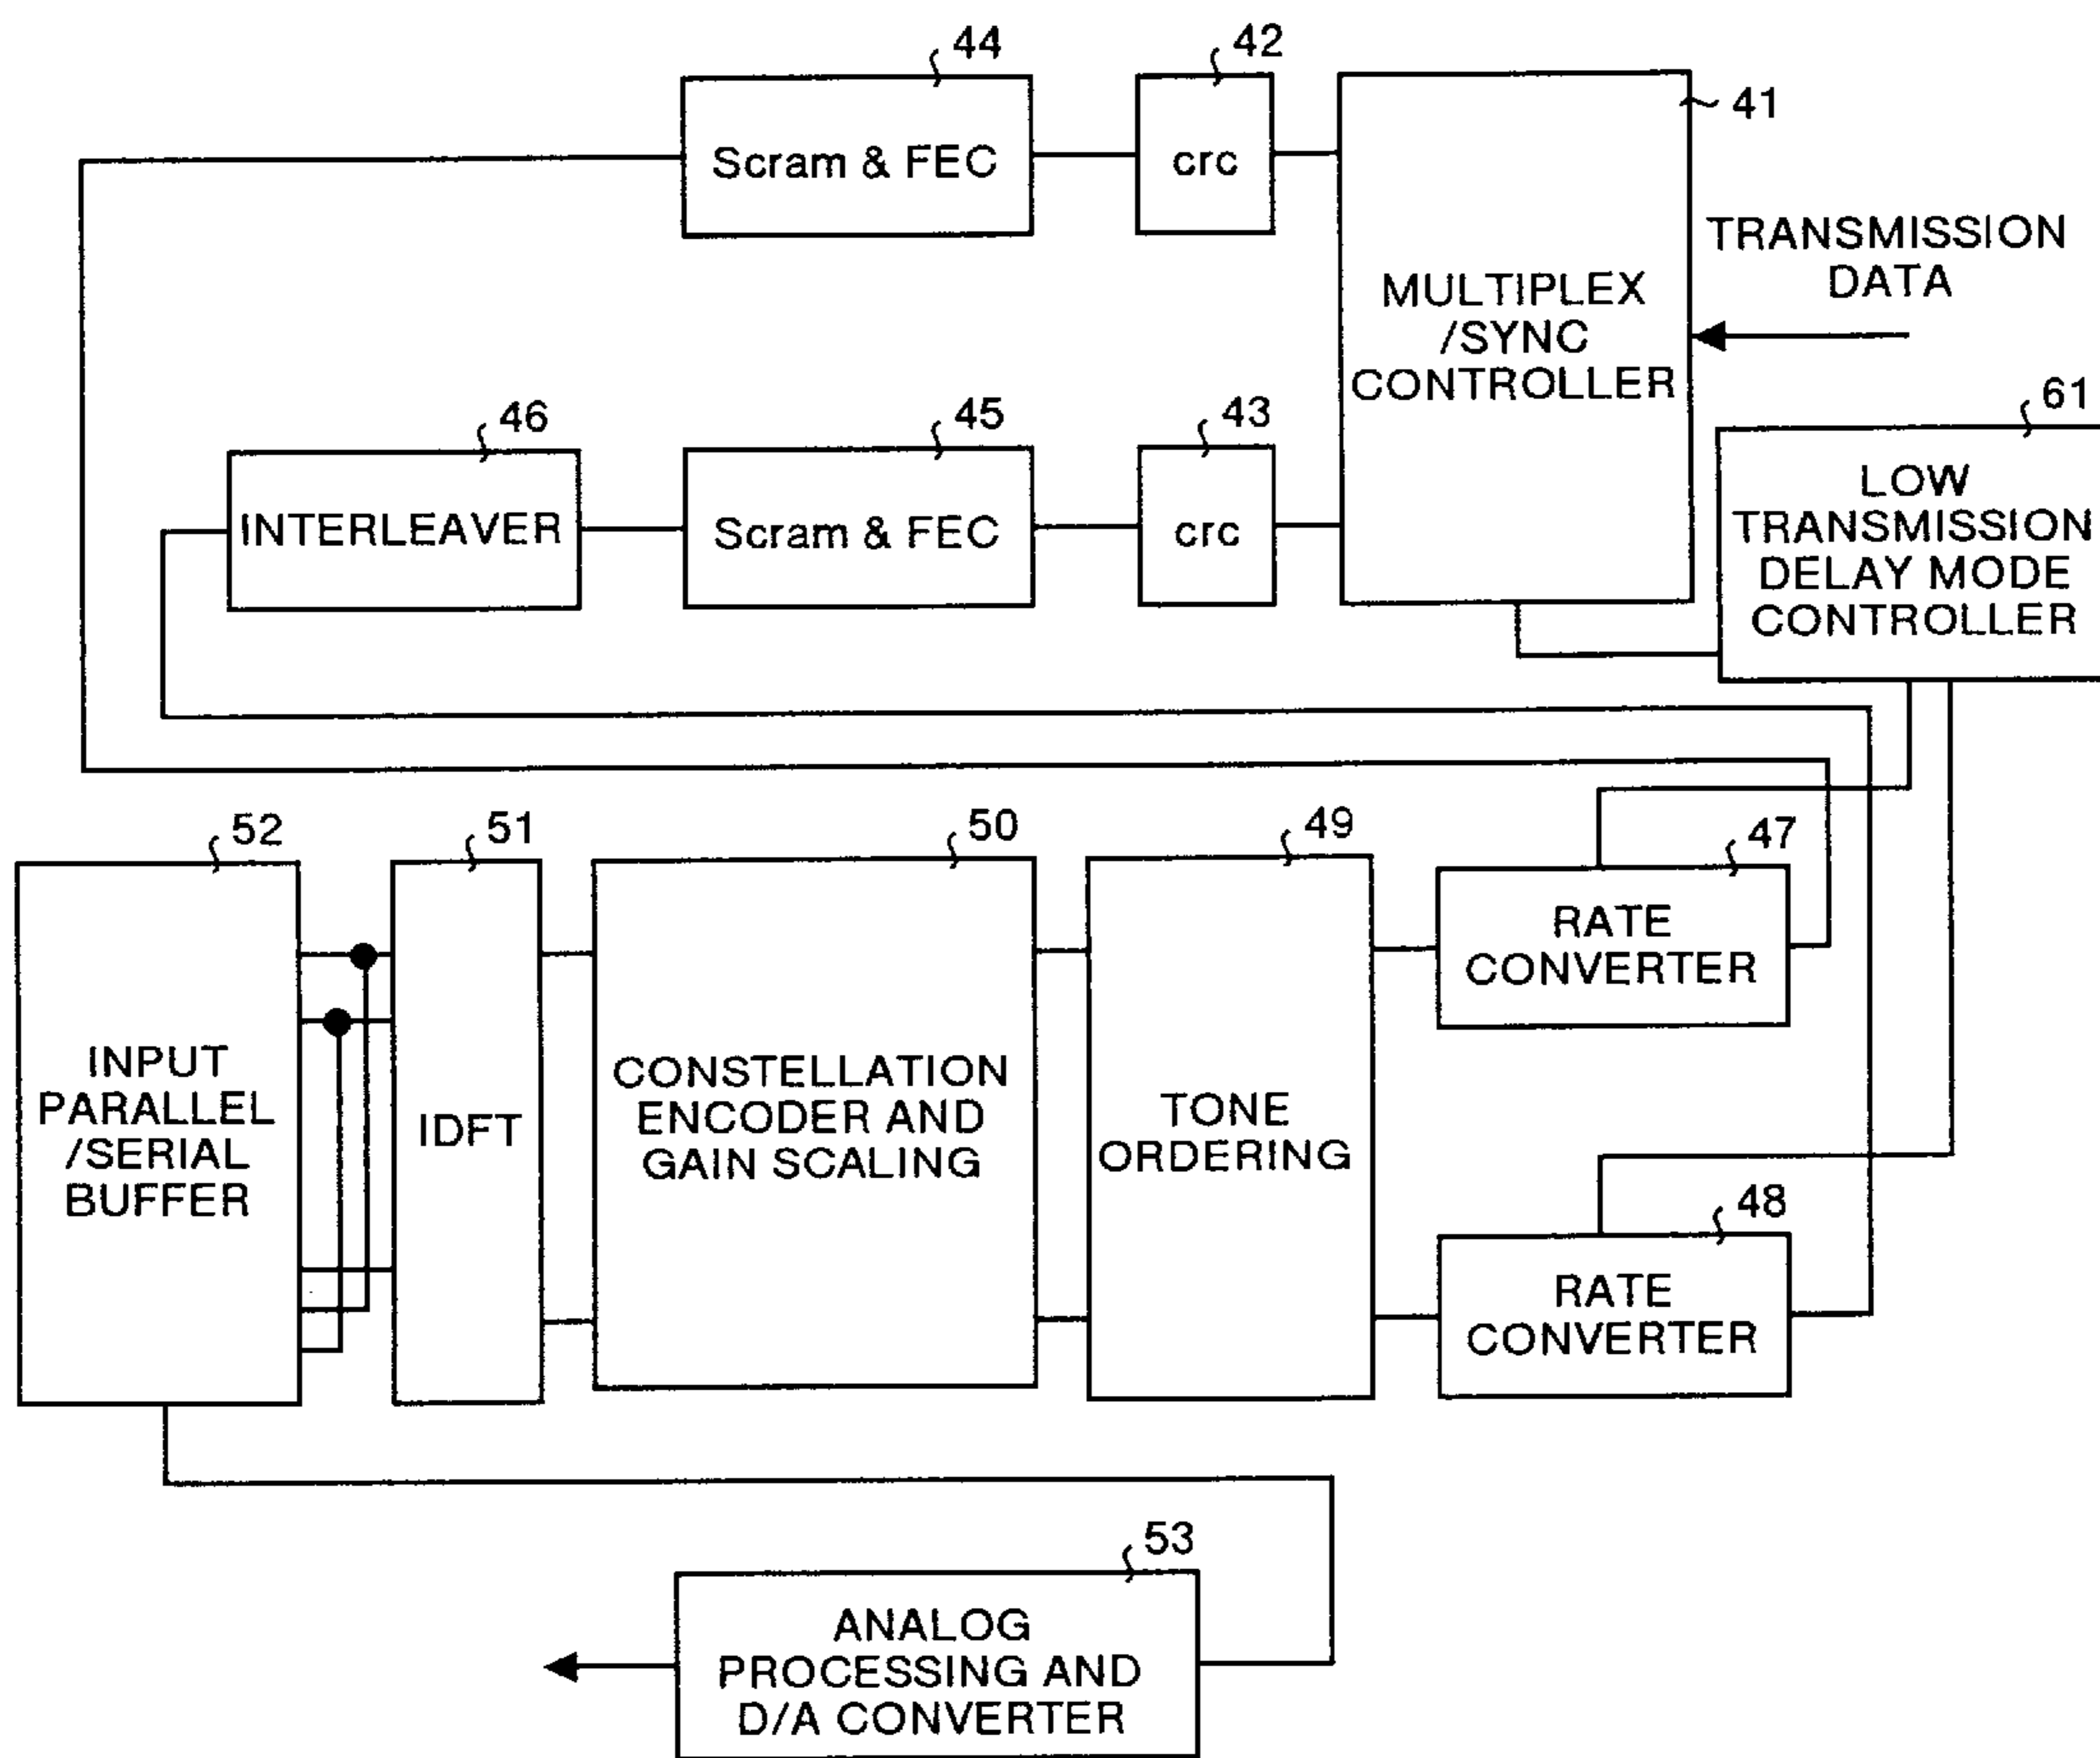 44
42
41
Scram & FEC
crc
MULTIPLEX
/SYNC
CONTROLLER
TRANSMISSION
DATA
46
45
43
61
INTERLEAVER
Scram & FEC
crc
LOW
TRANSMISSION
DELAY MODE
CONTROLLER
52
51
50
49
47
INPUT
PARALLEL
/SERIAL
BUFFER
IDFT
CONSTELLATION
ENCODER AND
GAIN SCALING
TONE
ORDERING
RATE
CONVERTER
48
RATE
CONVERTER
53
ANALOG
PROCESSING AND
D/A CONVERTER